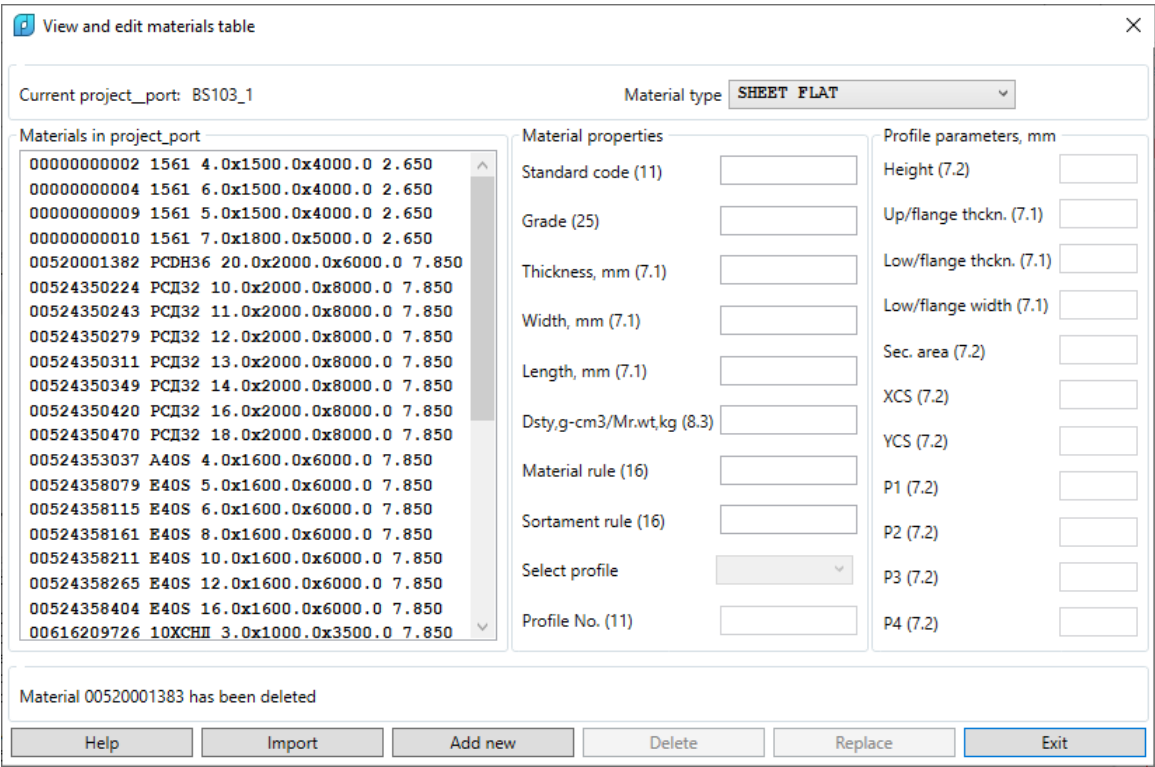 View and edit materials table
Current project__port: BS103_1
Material type SHEET FLAT
Materials in project_port
00000000002 1561 4.0x1500.0x4000.0 2.650
00000000004 1561 6.0x1500.0x4000.0 2.650
00000000009 1561 5.0x1500.0x4000.0 2.650
00000000010 1561 7.0x1800.0x5000.0 2.650
00520001382 PCDH36 20.0x2000.0x6000.0 7.850
00524350224 РСД32 10.0x2000.0x8000.0 7.850
00524350243 РСД32 11.0x2000.0x8000.0 7.850
00524350279 РСД32 12.0x2000.0x8000.0 7.850
00524350311 РСД32 13.0x2000.0x8000.0 7.850
00524350349 РСД32 14.0x2000.0x8000.0 7.850
00524350420 РСД32 16.0x2000.0x8000.0 7.850
00524350470 РСД32 18.0x2000.0x8000.0 7.850
00524353037 A40S 4.0x1600.0x6000.0 7.850
00524358079 E40S 5.0x1600.0x6000.0 7.850
00524358115 E40S 6.0x1600.0x6000.0 7.850
00524358161 E40S 8.0x1600.0x6000.0 7.850
00524358211 E40S 10.0x1600.0x6000.0 7.850
00524358265 E40S 12.0x1600.0x6000.0 7.850
00524358404 E40S 16.0x1600.0x6000.0 7.850
00616209726 10ХСНД 3.0x1000.0x3500.0 7.850
Material properties
Standard code (11)
Grade (25)
Thickness, mm (7.1)
Width, mm (7.1)
Length, mm (7.1)
Dsty,g-cm3/Mr.wt,kg (8.3)
Material rule (16)
Sortament rule (16)
Select profile
Profile No. (11)
Profile parameters, mm
Height (7.2)
Up/flange thckn. (7.1)
Low/flange thckn. (7.1)
Low/flange width (7.1)
Sec. area (7.2)
XCS (7.2)
YCS (7.2)
P1 (7.2)
P2 (7.2)
P3 (7.2)
P4 (7.2)
Material 00520001383 has been deleted
Help
Import
Add new
Delete
Replace
Exit